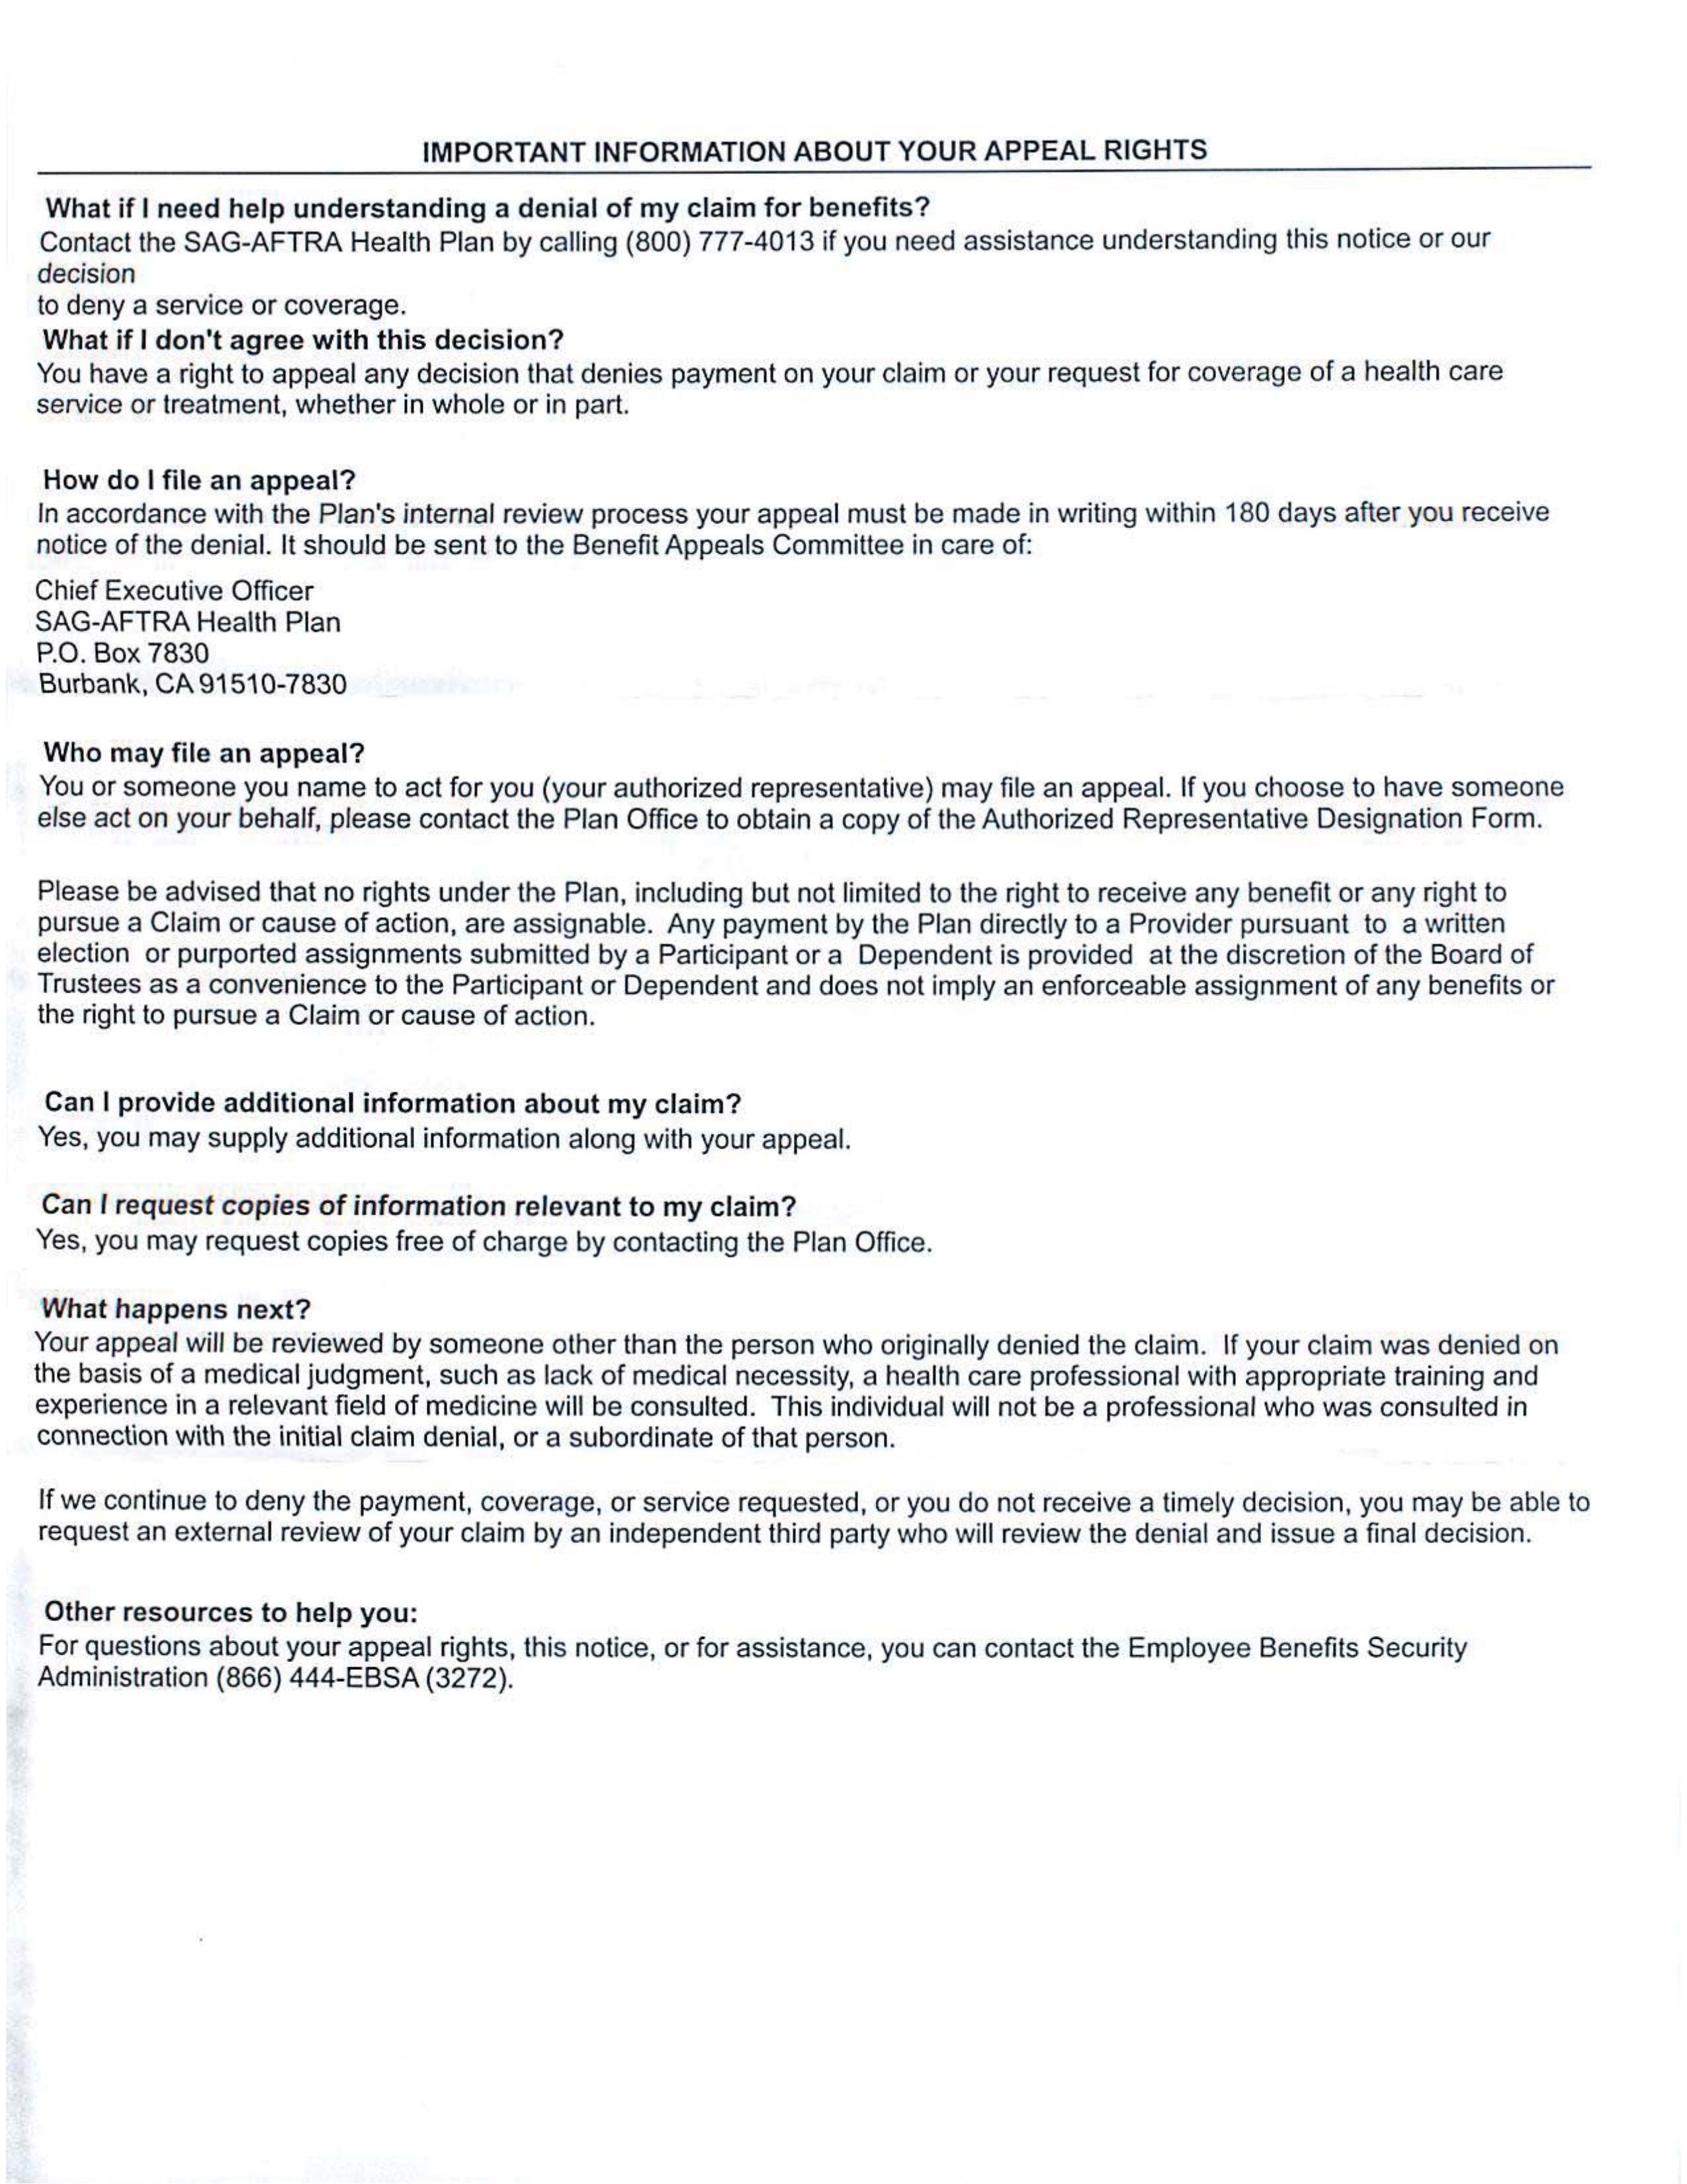 IMPORTANT INFORMATION ABOUT YOUR APPEAL RIGHTS
What if I need help understanding a denial of my claim for benefits?
Contact the SAG-AFTRA Health Plan by calling (800) 777-4013 if you need assistance understanding this notice or our
decision
to deny a service or coverage.
What if I don't agree with this decision?
You have a right to appeal any decision that denies payment on your claim or your request for coverage of a health care
service or treatment, whether in whole or in part.
How do I file an appeal?
In accordance with the Plan's internal review process your appeal must be made in writing within 180 days after you receive
notice of the denial. It should be sent to the Benefit Appeals Committee in care of:
Chief Executive Officer
SAG-AFTRA Health Plan
P.O. Box 7830
Burbank, CA 91510-7830
Who may file an appeal?
You or someone you name to act for you (your authorized representative) may file an appeal. If you choose to have someone
else act on your behalf, please contact the Plan Office to obtain a copy of the Authorized Representative Designation Form.
Please be advised that no rights under the Plan, including but not limited to the right to receive any benefit or any right to
pursue a Claim or cause of action, are assignable. Any payment by the Plan directly to a Provider pursuant to a written
election or purported assignments submitted by a Participant or a Dependent is provided at the discretion of the Board of
Trustees as a convenience to the Participant or Dependent and does not imply an enforceable assignment of any benefits or
the right to pursue a Claim or cause of action.
Can I provide additional information about my claim?
Yes, you may supply additional information along with your appeal.
Can I request copies of information relevant to my claim?
Yes, you may request copies free of charge by contacting the Plan Office.
What happens next?
Your appeal will be reviewed by someone other than the person who originally denied the claim. If your claim was denied on
the basis of a medical judgment, such as lack of medical necessity, a health care professional with appropriate training and
experience in a relevant field of medicine will be consulted. This individual will not be a professional who was consulted in
connection with the initial claim denial, or a subordinate of that person.
If we continue to deny the payment, coverage, or service requested, or you do not receive a timely decision, you may be able to
request an external review of your claim by an independent third party who will review the denial and issue a final decision.
Other resources to help you:
For questions about your appeal rights, this notice, or for assistance, you can contact the Employee Benefits Security
Administration (866) 444-EBSA (3272).